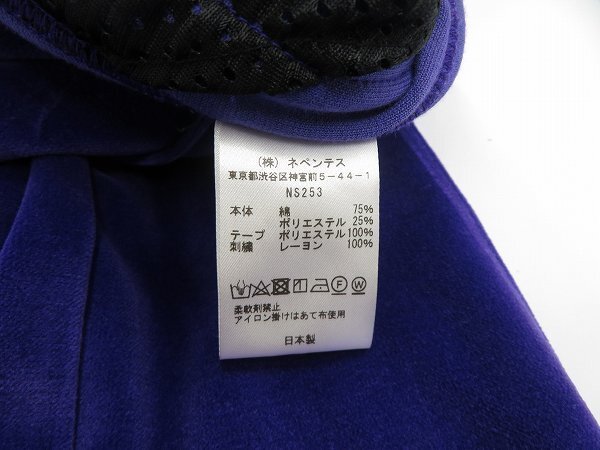 (株) ネペンテス
東京都渋谷区神宮前5-44-1
NS253
本体 綿 75%
ポリエステル 25%
テープ ポリエステル 100%
刺繍 レーヨン 100%
F W
柔軟剤禁止
アイロン掛けはあて布使用
日本製